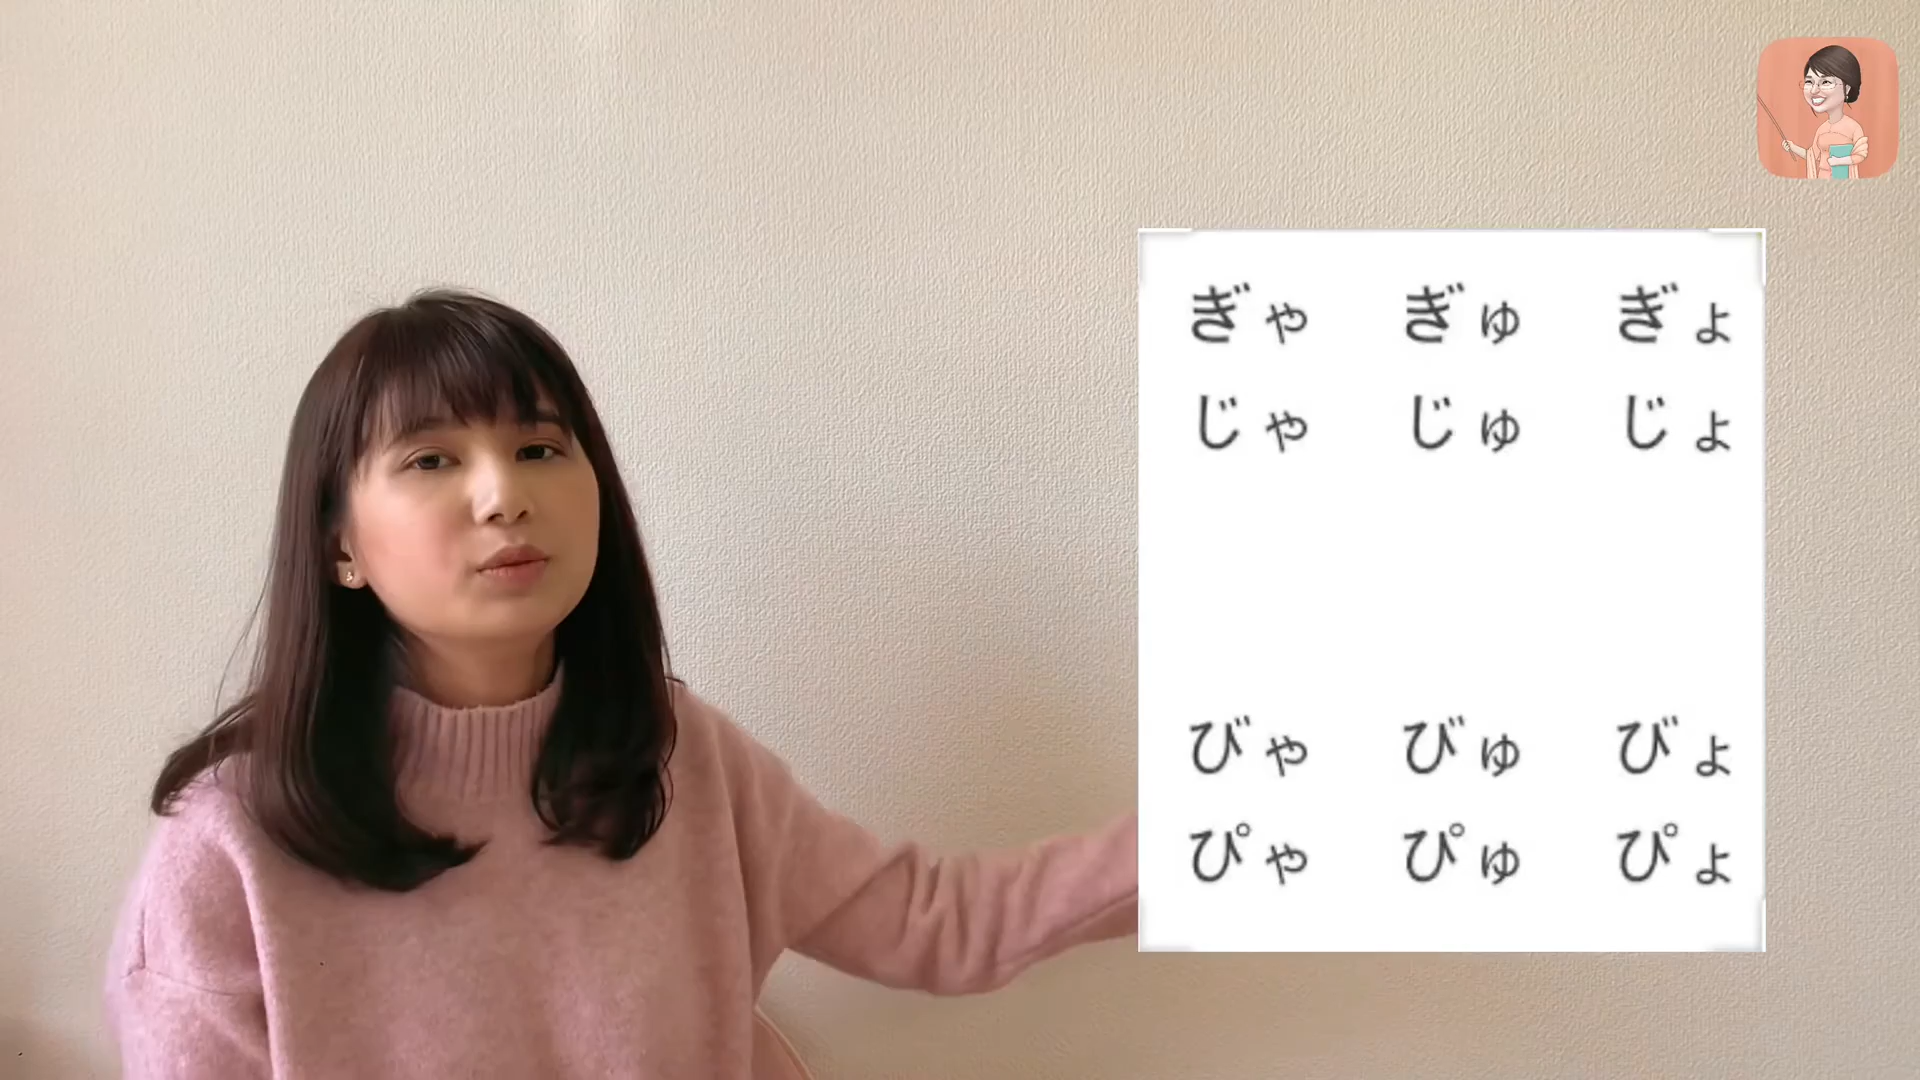 ぎゃ ぎゅ ぎょ
じゃ じゅ じょ
びゃ びゅ びょ
ぴゃ ぴゅ ぴょ